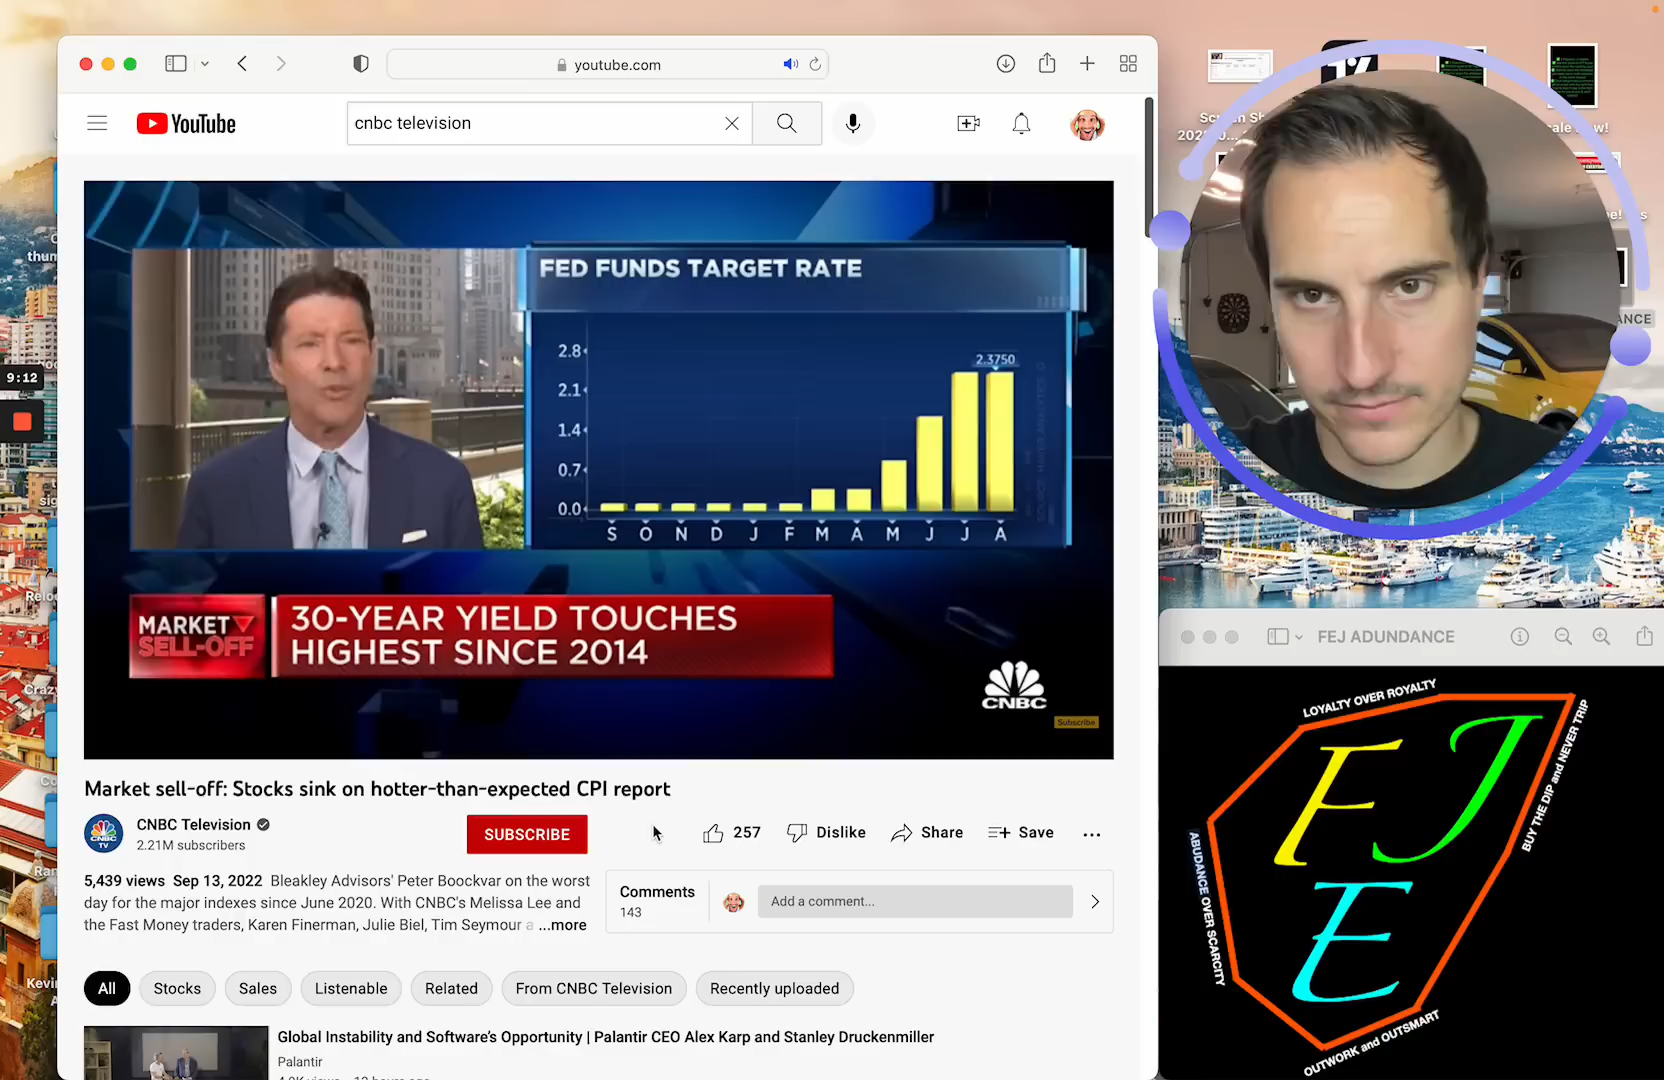 youtube.com
YouTube
cnbc television
FED FUNDS TARGET RATE
2.8
2.1
1.4
0.7
0.0
2.3750
S O N D J F M A M J J A
MARKET
SELL-OFF
30-YEAR YIELD TOUCHES
HIGHEST SINCE 2014
CNBC
Subscribe
Market sell-off: Stocks sink on hotter-than-expected CPI report
CNBC
TV
CNBC Television
2.21M subscribers
SUBSCRIBE
257
Dislike
Share
Save
5,439 views Sep 13, 2022 Bleakley Advisors' Peter Boockvar on the worst
day for the major indexes since June 2020. With CNBC's Melissa Lee and
the Fast Money traders, Karen Finerman, Julie Biel, Tim Seymour a ...more
Comments
143
Add a comment...
All
Stocks
Sales
Listenable
Related
From CNBC Television
Recently uploaded
Global Instability and Software's Opportunity | Palantir CEO Alex Karp and Stanley Druckenmiller
Palantir
9:12
FEJ ADUNDANCE
LOYALTY OVER ROYALTY
BUY THE DIP and NEVER TRIP
ABUDANCE OVER SCARCITY
OUTWORK and OUTSMART
F J
E